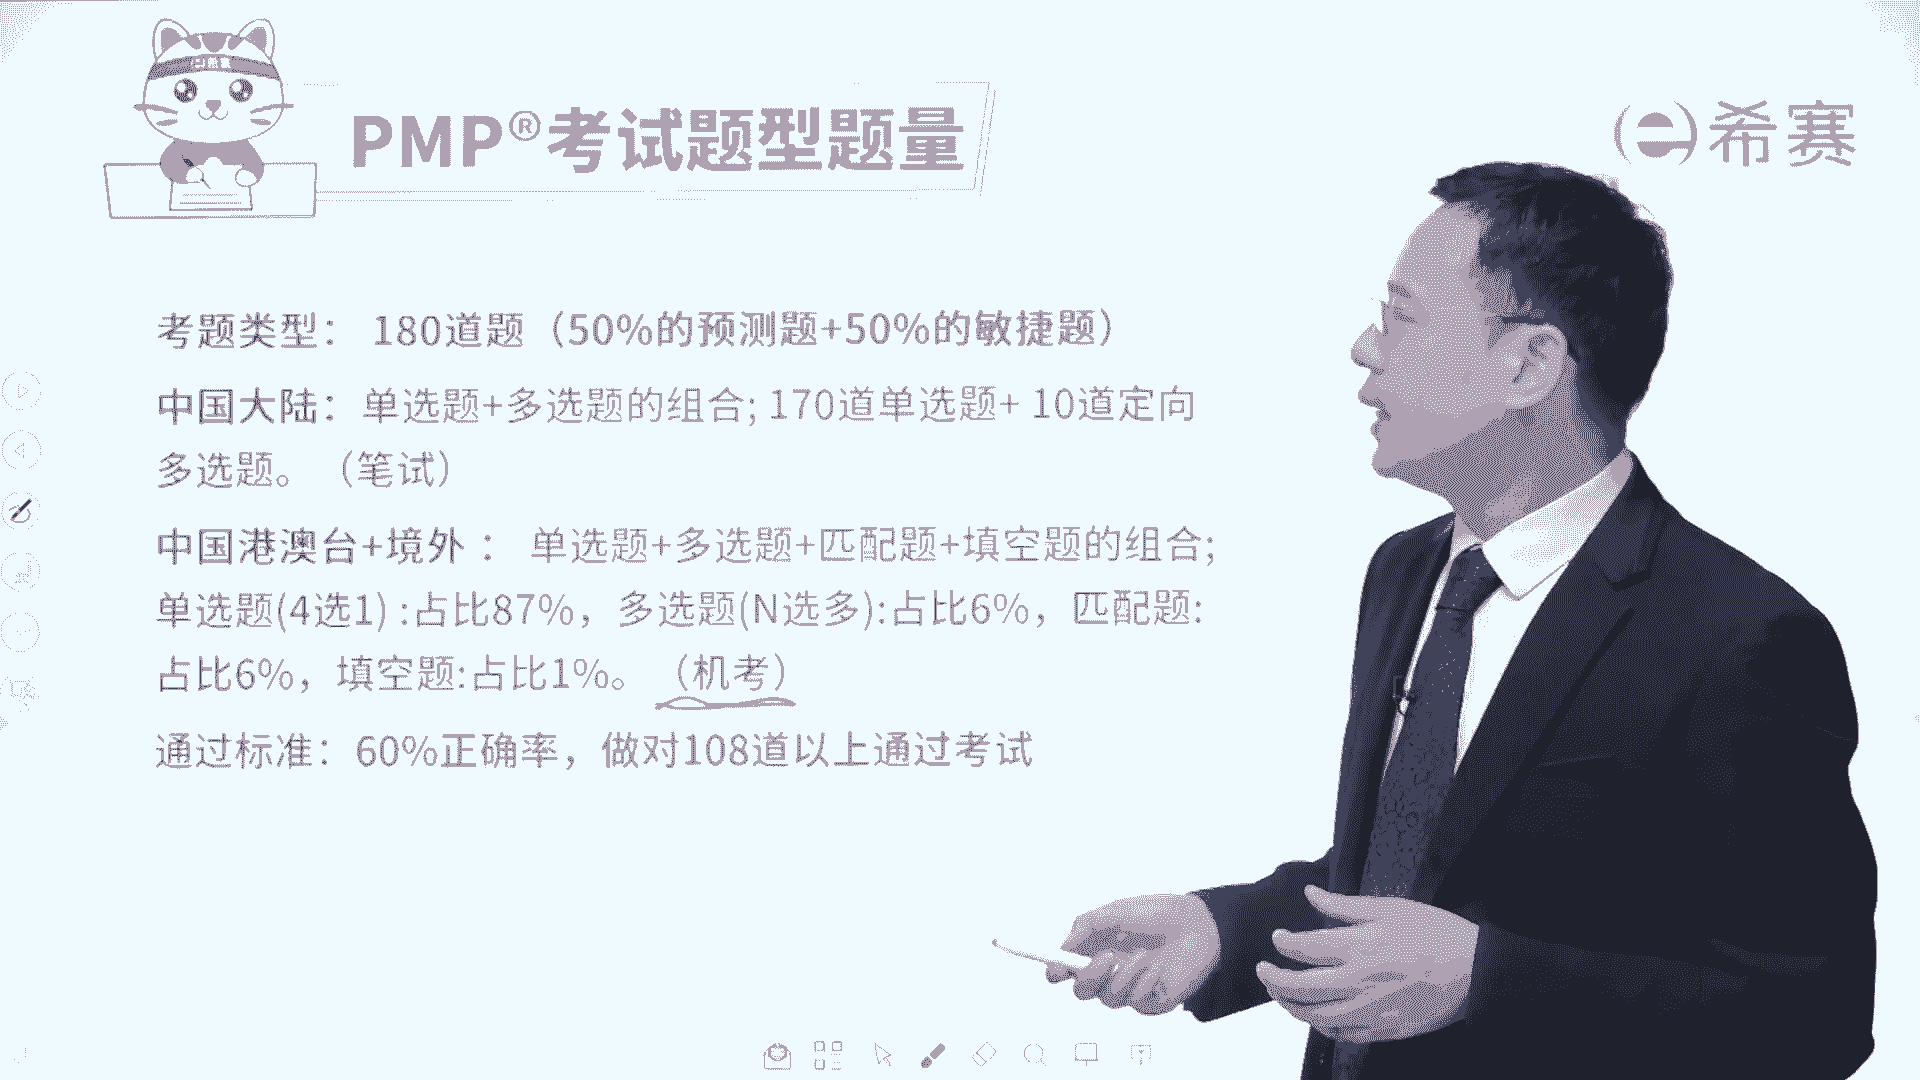 希赛
PMP®考试题型题量
希赛
考题类型： 180道题（50%的预测题+50%的敏捷题）
中国大陆：单选题+多选题的组合; 170道单选题+ 10道定向
多选题。（笔试）
中国港澳台+境外 ： 单选题+多选题+匹配题+填空题的组合;
单选题(4选1) :占比87%，多选题(N选多):占比6%，匹配题:
占比6%，填空题:占比1%。 （机考）
通过标准：60%正确率，做对108道以上通过考试